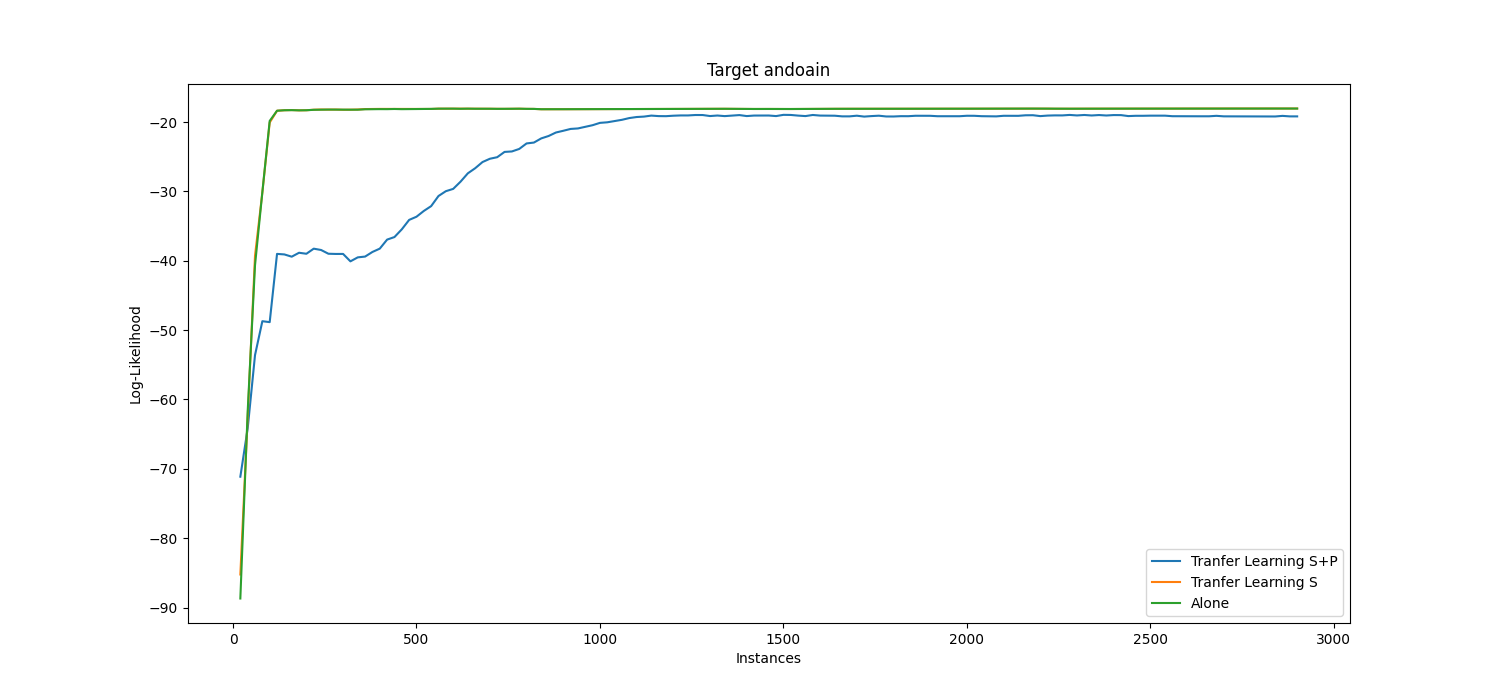 Target andoain
Log-Likelihood
−20
−30
−40
−50
−60
−70
−80
−90
0
500
1000
1500
2000
2500
3000
Instances
Tranfer Learning S+P
Tranfer Learning S
Alone